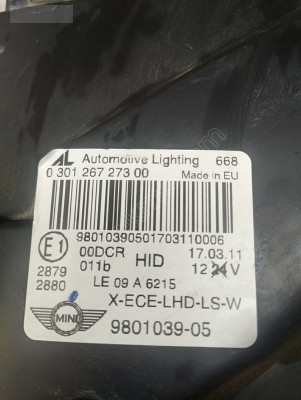 AL Automotive Lighting 668
0 301 267 273 00 Made in EU
98010390501703110006
E1 00DCR HID 17.03.11
2879 011b 12 24 V
2880 LE 09 A 6215
X-ECE-LHD-LS-W
MINI 9801039-05